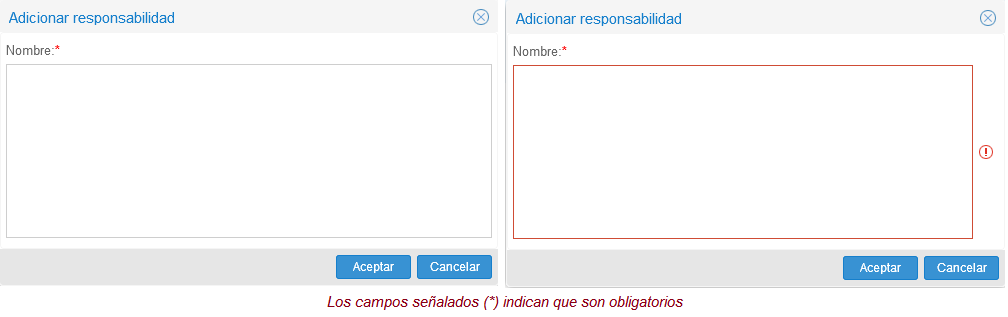 Adicionar responsabilidad
Nombre:*
Aceptar Cancelar
Adicionar responsabilidad
Nombre:*
Aceptar Cancelar
Los campos señalados (*) indican que son obligatorios